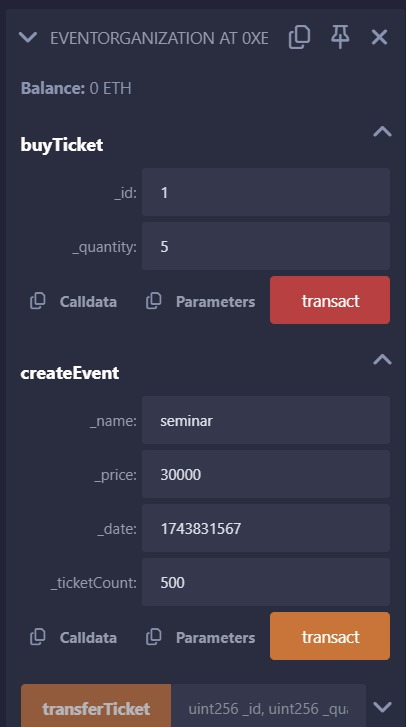 EVENTORGANIZATION AT 0XE
Balance: 0 ETH
buyTicket
_id: 1
_quantity: 5
Calldata Parameters transact
createEvent
_name: seminar
_price: 30000
_date: 1743831567
_ticketCount: 500
Calldata Parameters transact
transferTicket uint256 _id, uint256 _qua